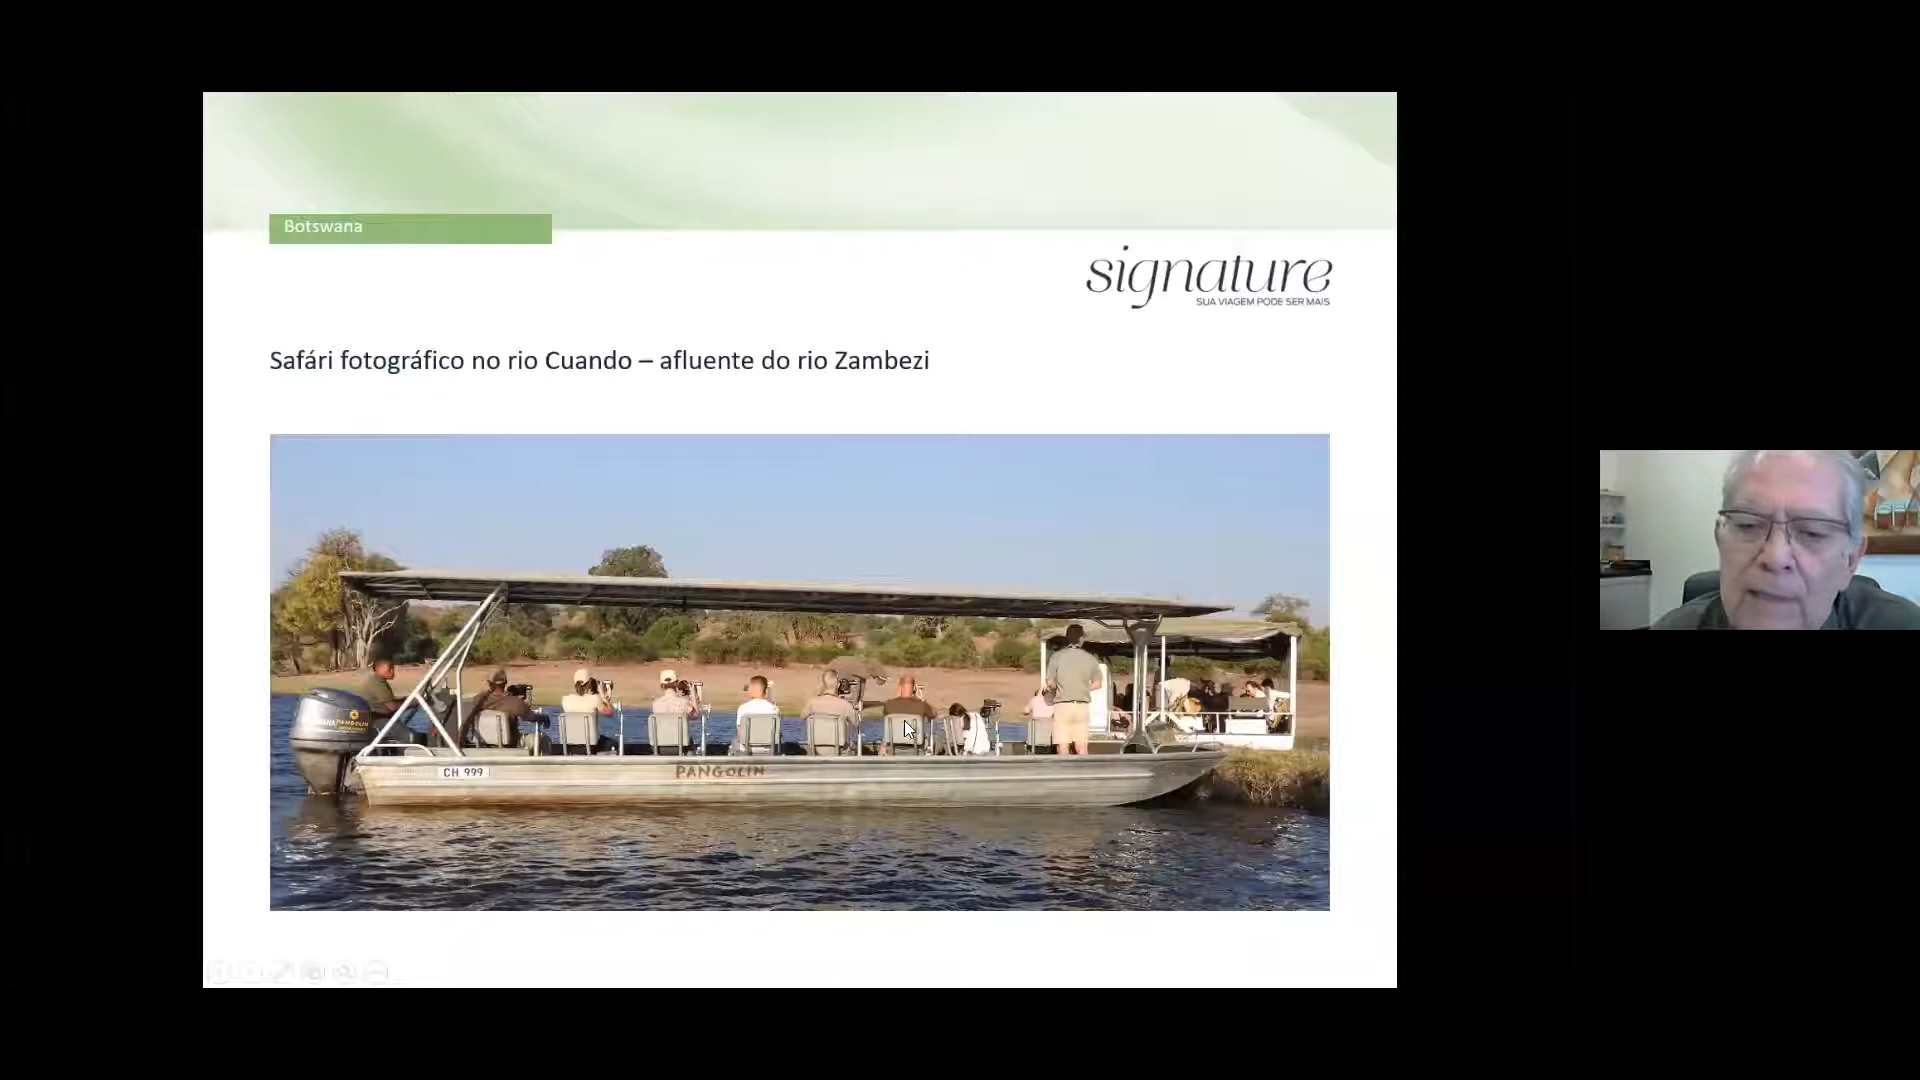 Botswana
signature
SUA VIAGEM PODE SER MAIS
Safári fotográfico no rio Cuando – afluente do rio Zambezi
CH 999
PANGOLIN